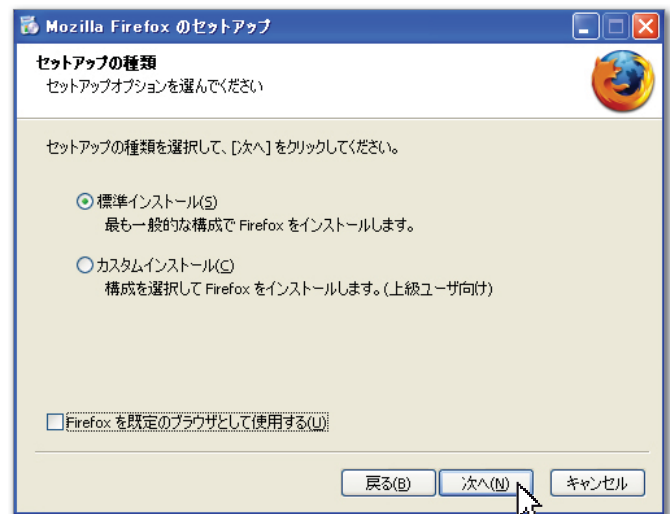 Mozilla Firefox のセットアップ
セットアップの種類
セットアップオプションを選んでください
セットアップの種類を選択して、[次へ] をクリックしてください。
標準インストール(S)
最も一般的な構成で Firefox をインストールします。
カスタムインストール(C)
構成を選択して Firefox をインストールします。(上級ユーザ向け)
Firefox を既定のブラウザとして使用する(U)
戻る(B) 次へ(N) キャンセル